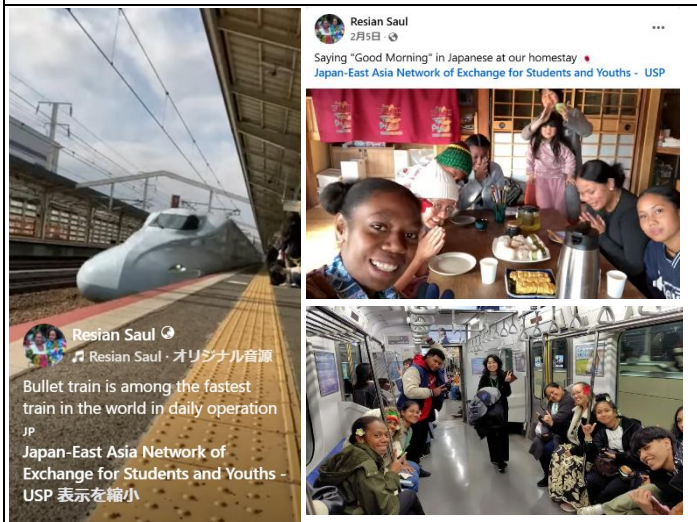 Resian Saul
Resian Saul · オリジナル音源
Bullet train is among the fastest
train in the world in daily operation
JP
Japan-East Asia Network of
Exchange for Students and Youths -
USP 表示を縮小
Resian Saul
2月5日 ·
Saying "Good Morning" in Japanese at our homestay
Japan-East Asia Network of Exchange for Students and Youths - USP